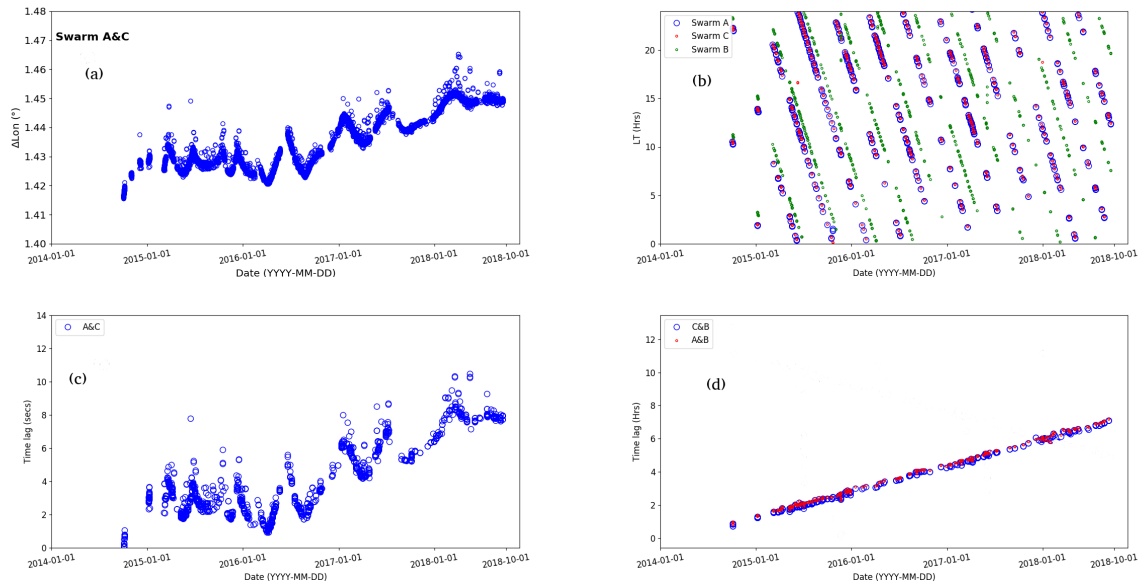 Swarm A&C
(a)
ΔLon (°)
1.48
1.47
1.46
1.45
1.44
1.43
1.42
1.41
1.40
2014-01-01
2015-01-01
2016-01-01
2017-01-01
2018-01-01
2018-10-01
Date (YYYY-MM-DD)
Swarm A
Swarm C
Swarm B
(b)
LT (Hrs)
20
15
10
5
0
2014-01-01
2015-01-01
2016-01-01
2017-01-01
2018-01-01
2018-10-01
Date (YYYY-MM-DD)
A&C
(c)
Time lag (secs)
14
12
10
8
6
4
2
0
2014-01-01
2015-01-01
2016-01-01
2017-01-01
2018-01-01
2018-10-01
Date (YYYY-MM-DD)
C&B
A&B
(d)
Time lag (Hrs)
12
10
8
6
4
2
0
2014-01-01
2015-01-01
2016-01-01
2017-01-01
2018-01-01
2018-10-01
Date (YYYY-MM-DD)